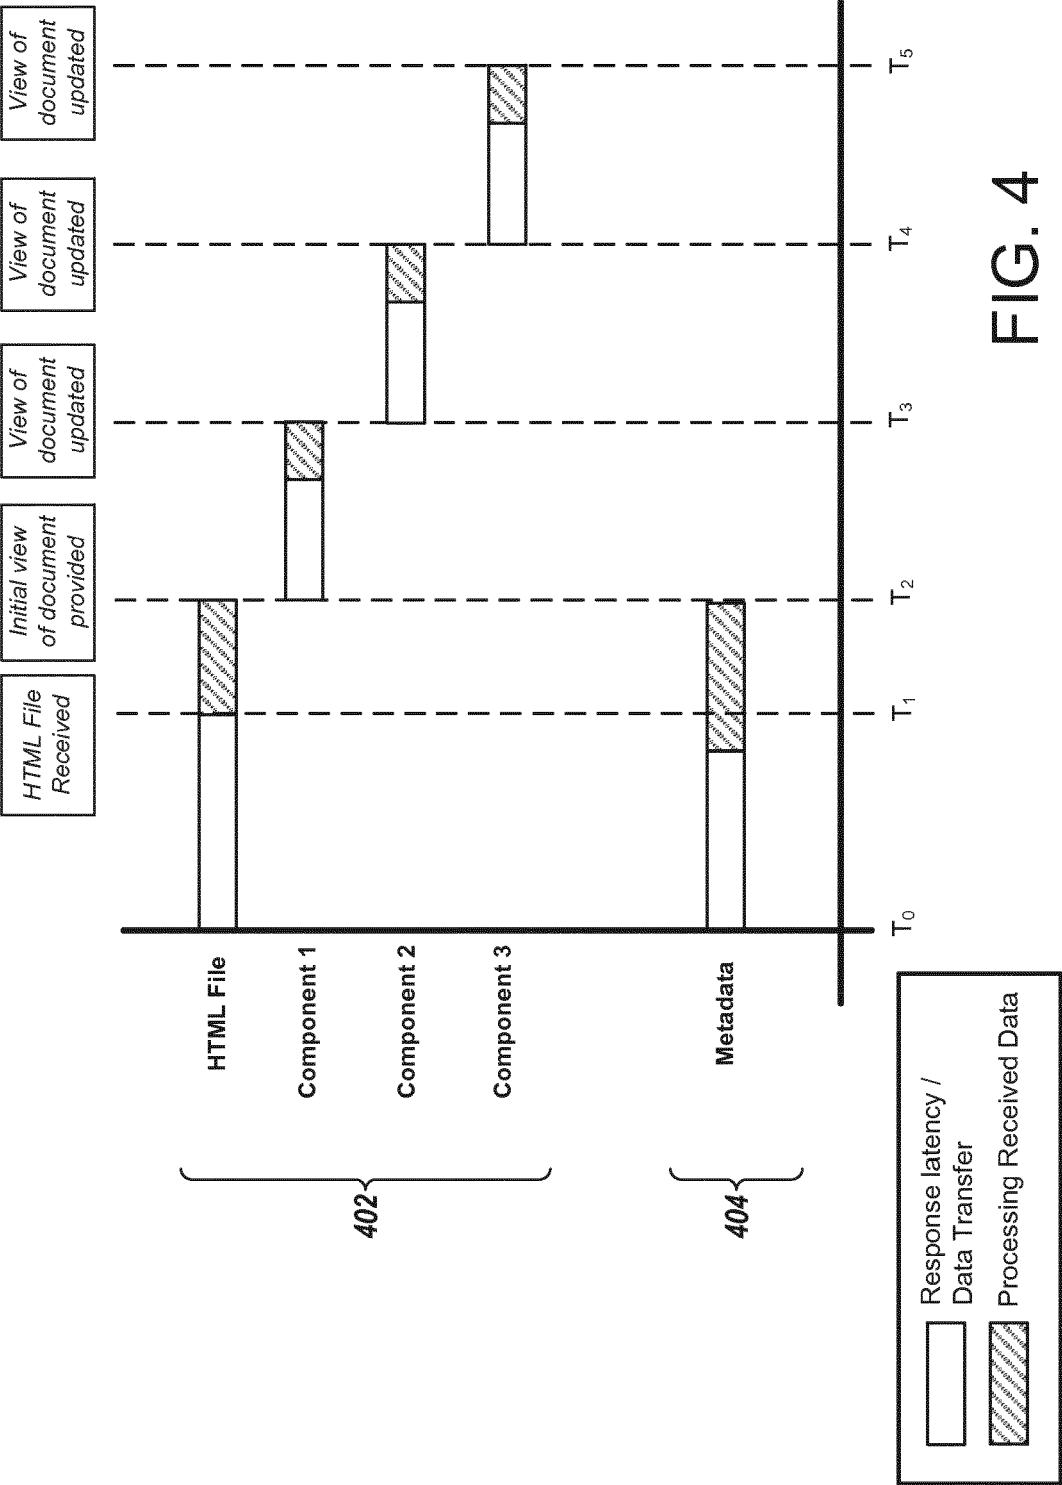 HTML File
Received
Initial view
of document
provided
View of
document
updated
View of
document
updated
View of
document
updated
402
HTML File
Component 1
Component 2
Component 3
404
Metadata
T0
T1
T2
T3
T4
T5
Response latency /
Data Transfer
Processing Received Data
FIG. 4